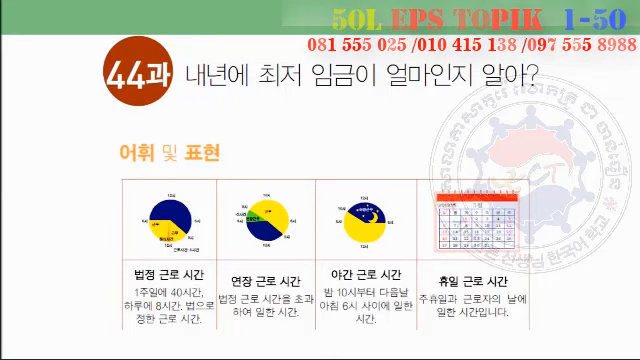 50L EPS TOPIK 1-50
081 555 025 /010 415 138 /097 555 8988
44과 내년에 최저 임금이 얼마인지 알아?
어휘 및 표현
법정 근로 시간
1주일에 40시간,
하루에 8시간. 법으로
정한 근로 시간.
연장 근로 시간
법정 근로 시간을 초과
하여 일한 시간.
야간 근로 시간
밤 10시부터 다음날
아침 6시 사이에 일한
시간.
휴일 근로 시간
주휴일과 근로자의 날에
일한 시간입니다.